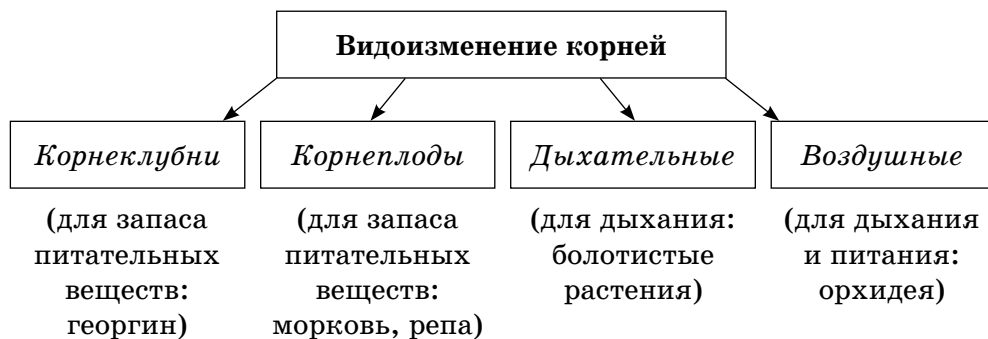 Видоизменение корней
Корнеклубни
(для запаса
питательных
веществ:
георгин)
Корнеплоды
(для запаса
питательных
веществ:
морковь, репа)
Дыхательные
(для дыхания:
болотистые
растения)
Воздушные
(для дыхания
и питания:
орхидея)